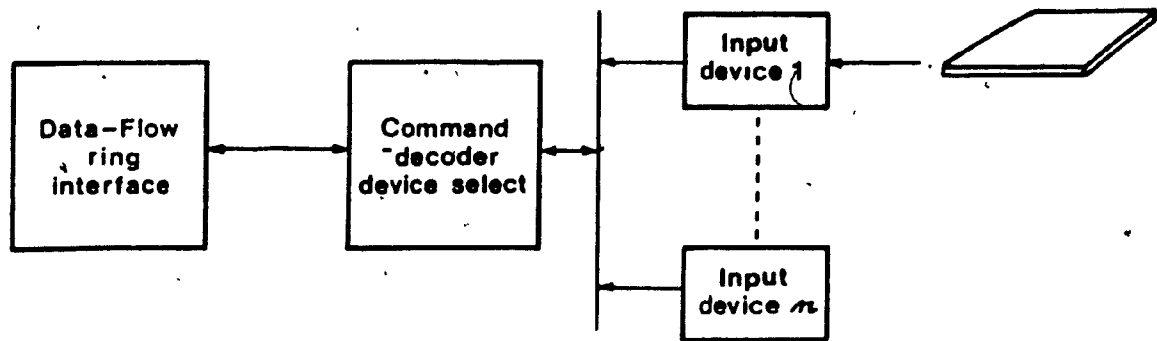 Data-Flow
ring
interface
Command
decoder
device select
Input
device 1
Input
device n